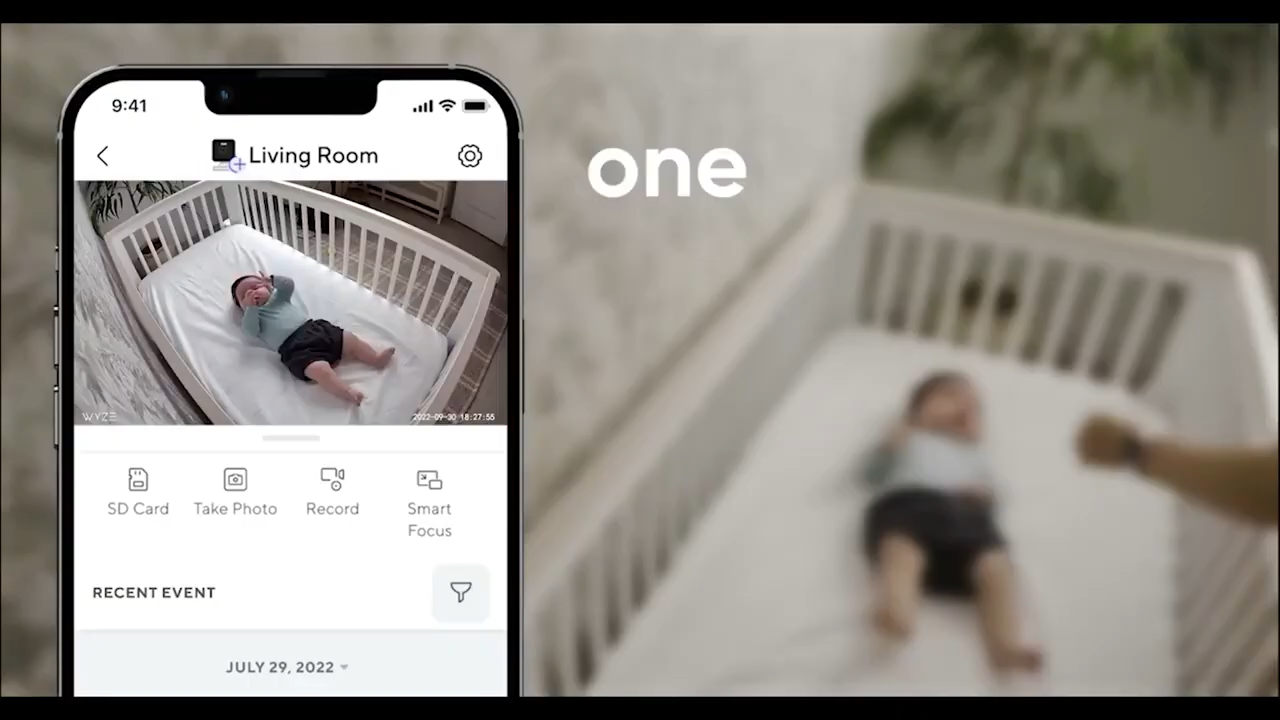 9:41
Living Room
one
WYZE
2022-09-30 18:27:55
SD Card
Take Photo
Record
Smart
Focus
RECENT EVENT
JULY 29, 2022